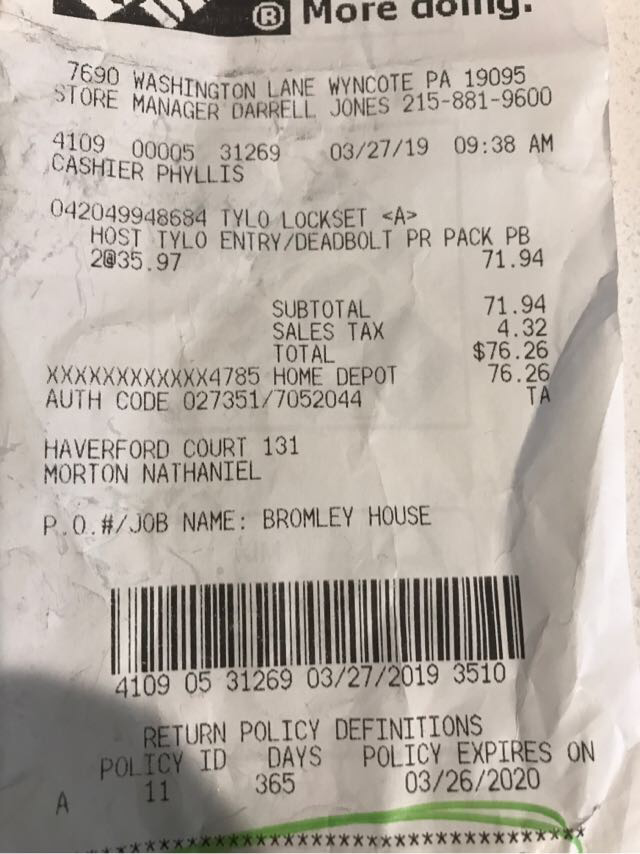 ® More doing.
7690 WASHINGTON LANE WYNCOTE PA 19095
STORE MANAGER DARRELL JONES 215-881-9600
4109 00005 31269 03/27/19 09:38 AM
CASHIER PHYLLIS
042049948684 TYLO LOCKSET <A>
HOST TYLO ENTRY/DEADBOLT PR PACK PB
2@35.97 71.94
SUBTOTAL 71.94
SALES TAX 4.32
TOTAL $76.26
XXXXXXXXXXXX4785 HOME DEPOT 76.26
AUTH CODE 027351/7052044 TA
HAVERFORD COURT 131
MORTON NATHANIEL
P.O.#/JOB NAME: BROMLEY HOUSE
4109 05 31269 03/27/2019 3510
RETURN POLICY DEFINITIONS
POLICY ID DAYS POLICY EXPIRES ON
A 11 365 03/26/2020
****************************************